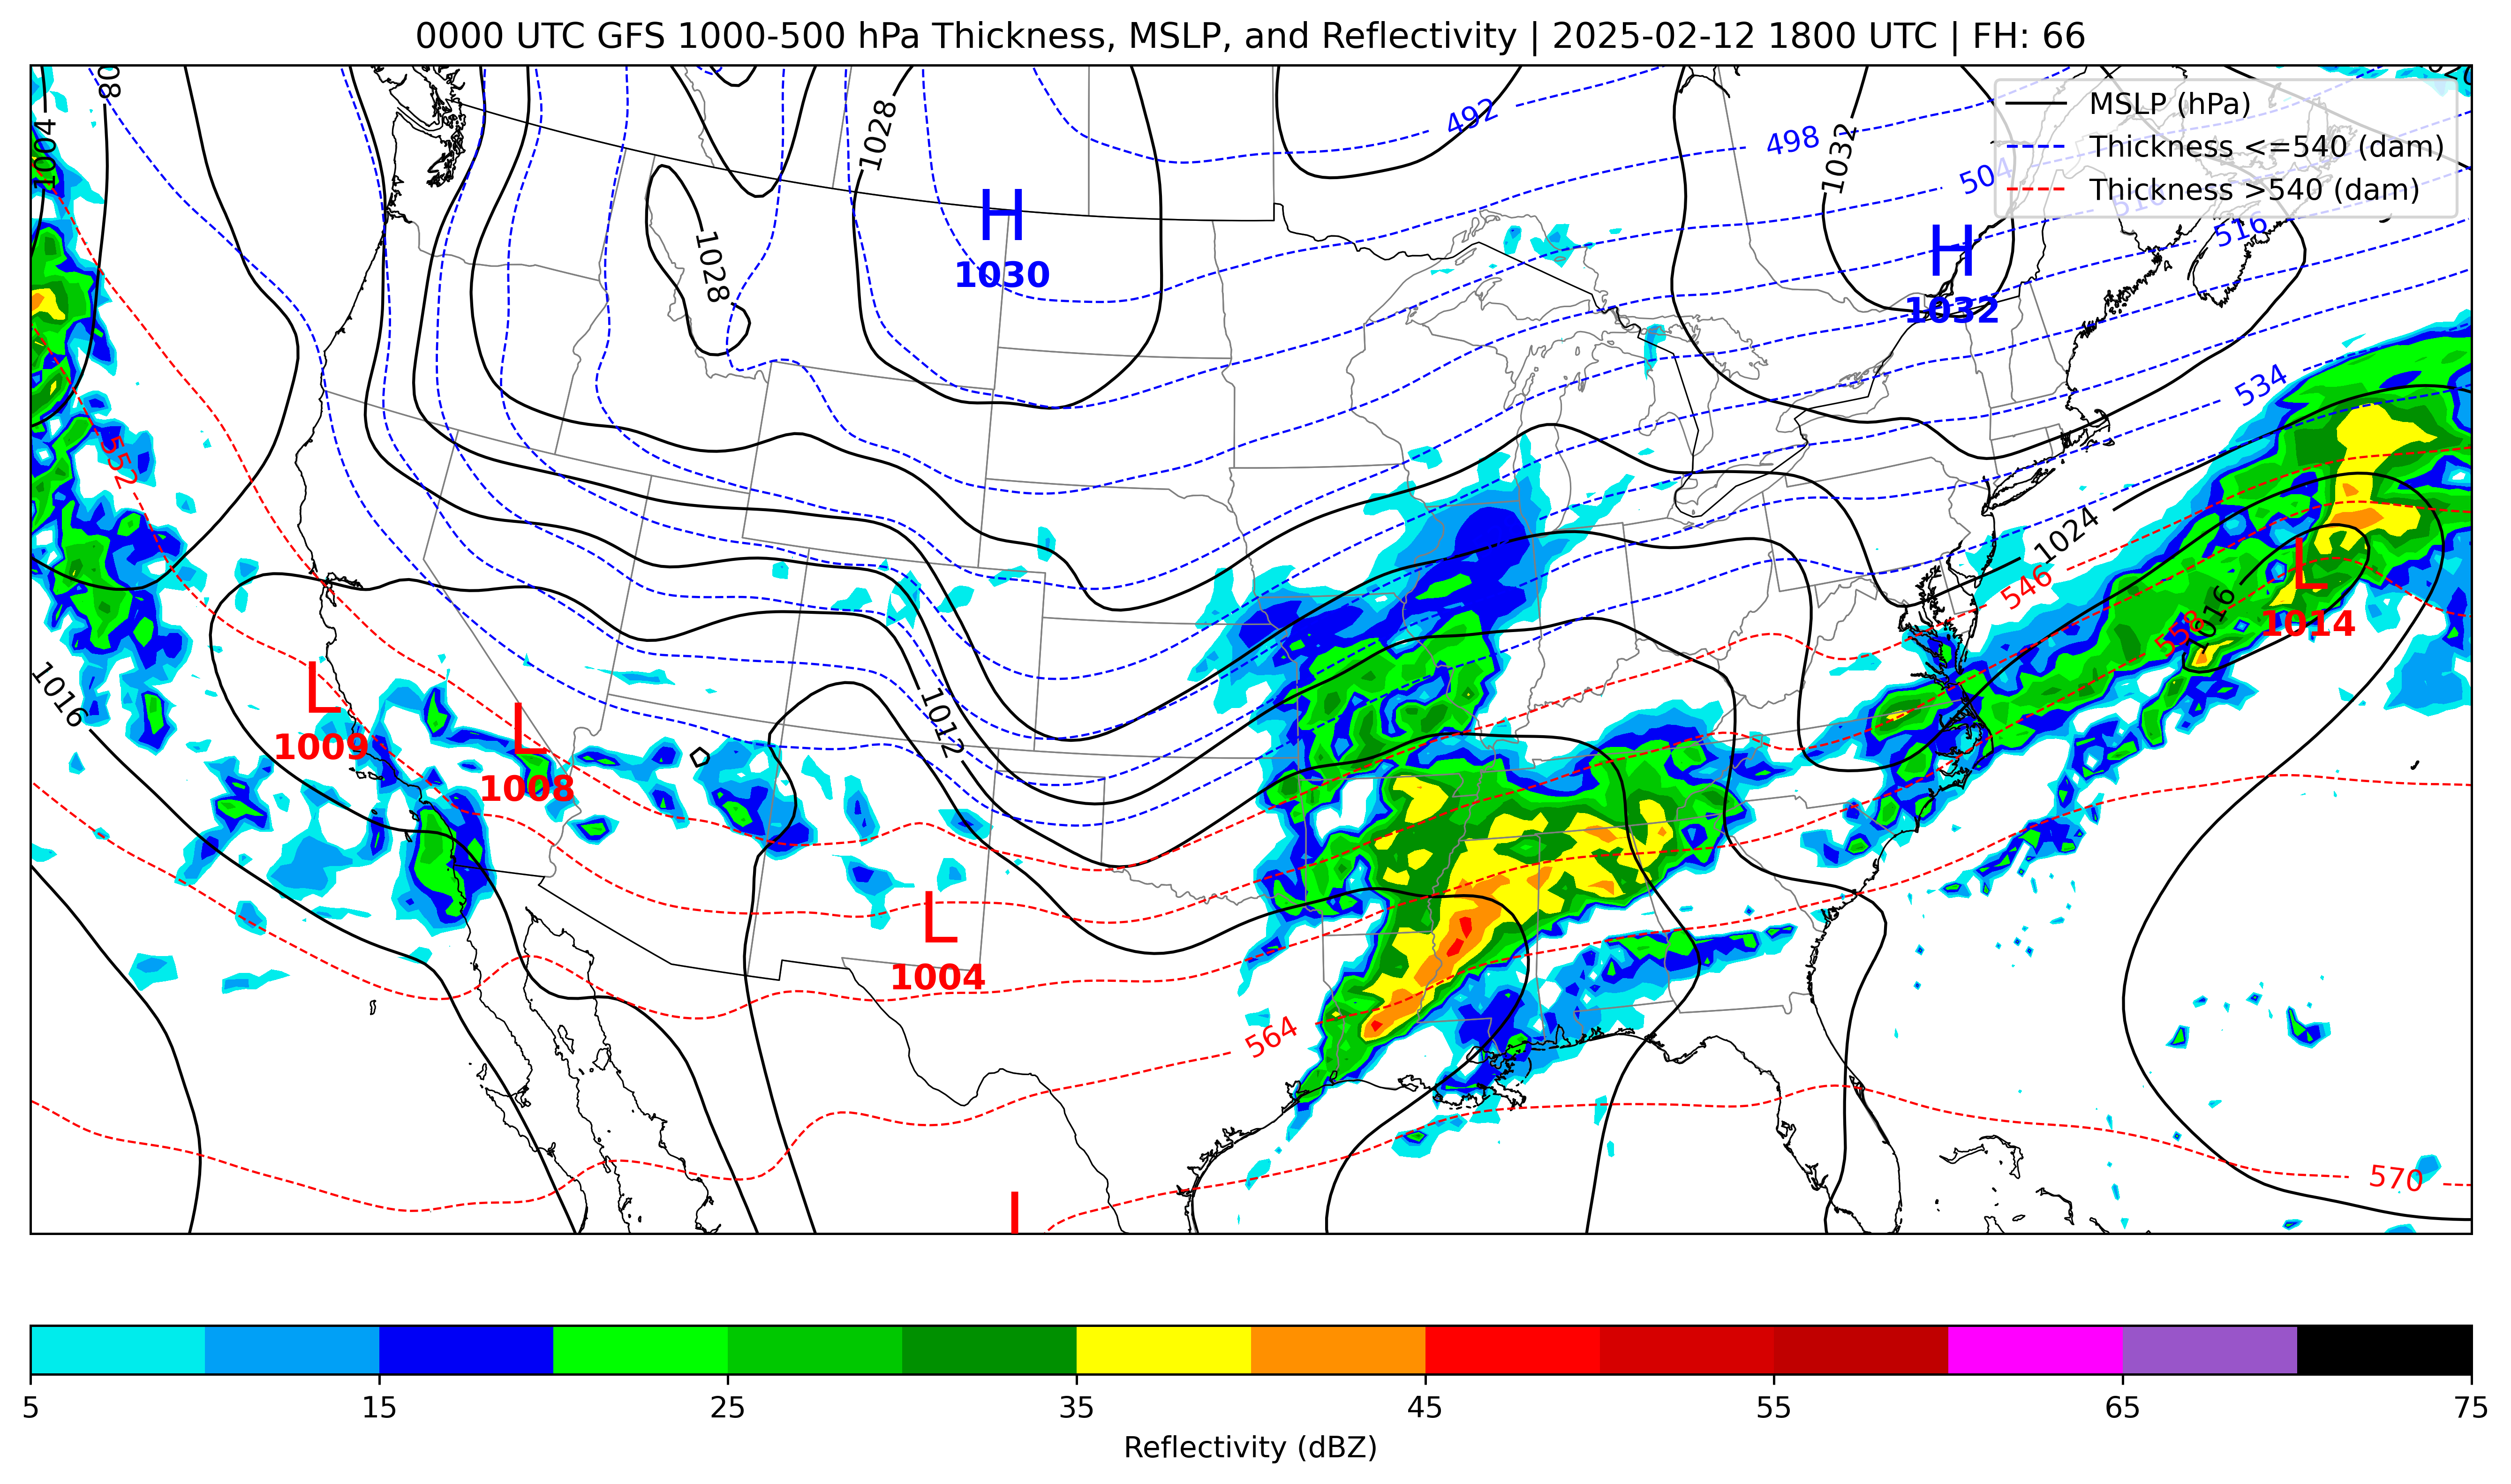 0000 UTC GFS 1000-500 hPa Thickness, MSLP, and Reflectivity | 2025-02-12 1800 UTC | FH: 66
MSLP (hPa)
Thickness <=540 (dam)
Thickness >540 (dam)
1004
1028
492
498
1032
504
510
516
H
1030
H
1032
1028
534
552
1024
546
L
1014
1016
558
1016
L
1009
L
1008
1012
L
1004
564
570
L
5 15 25 35 45 55 65 75
Reflectivity (dBZ)